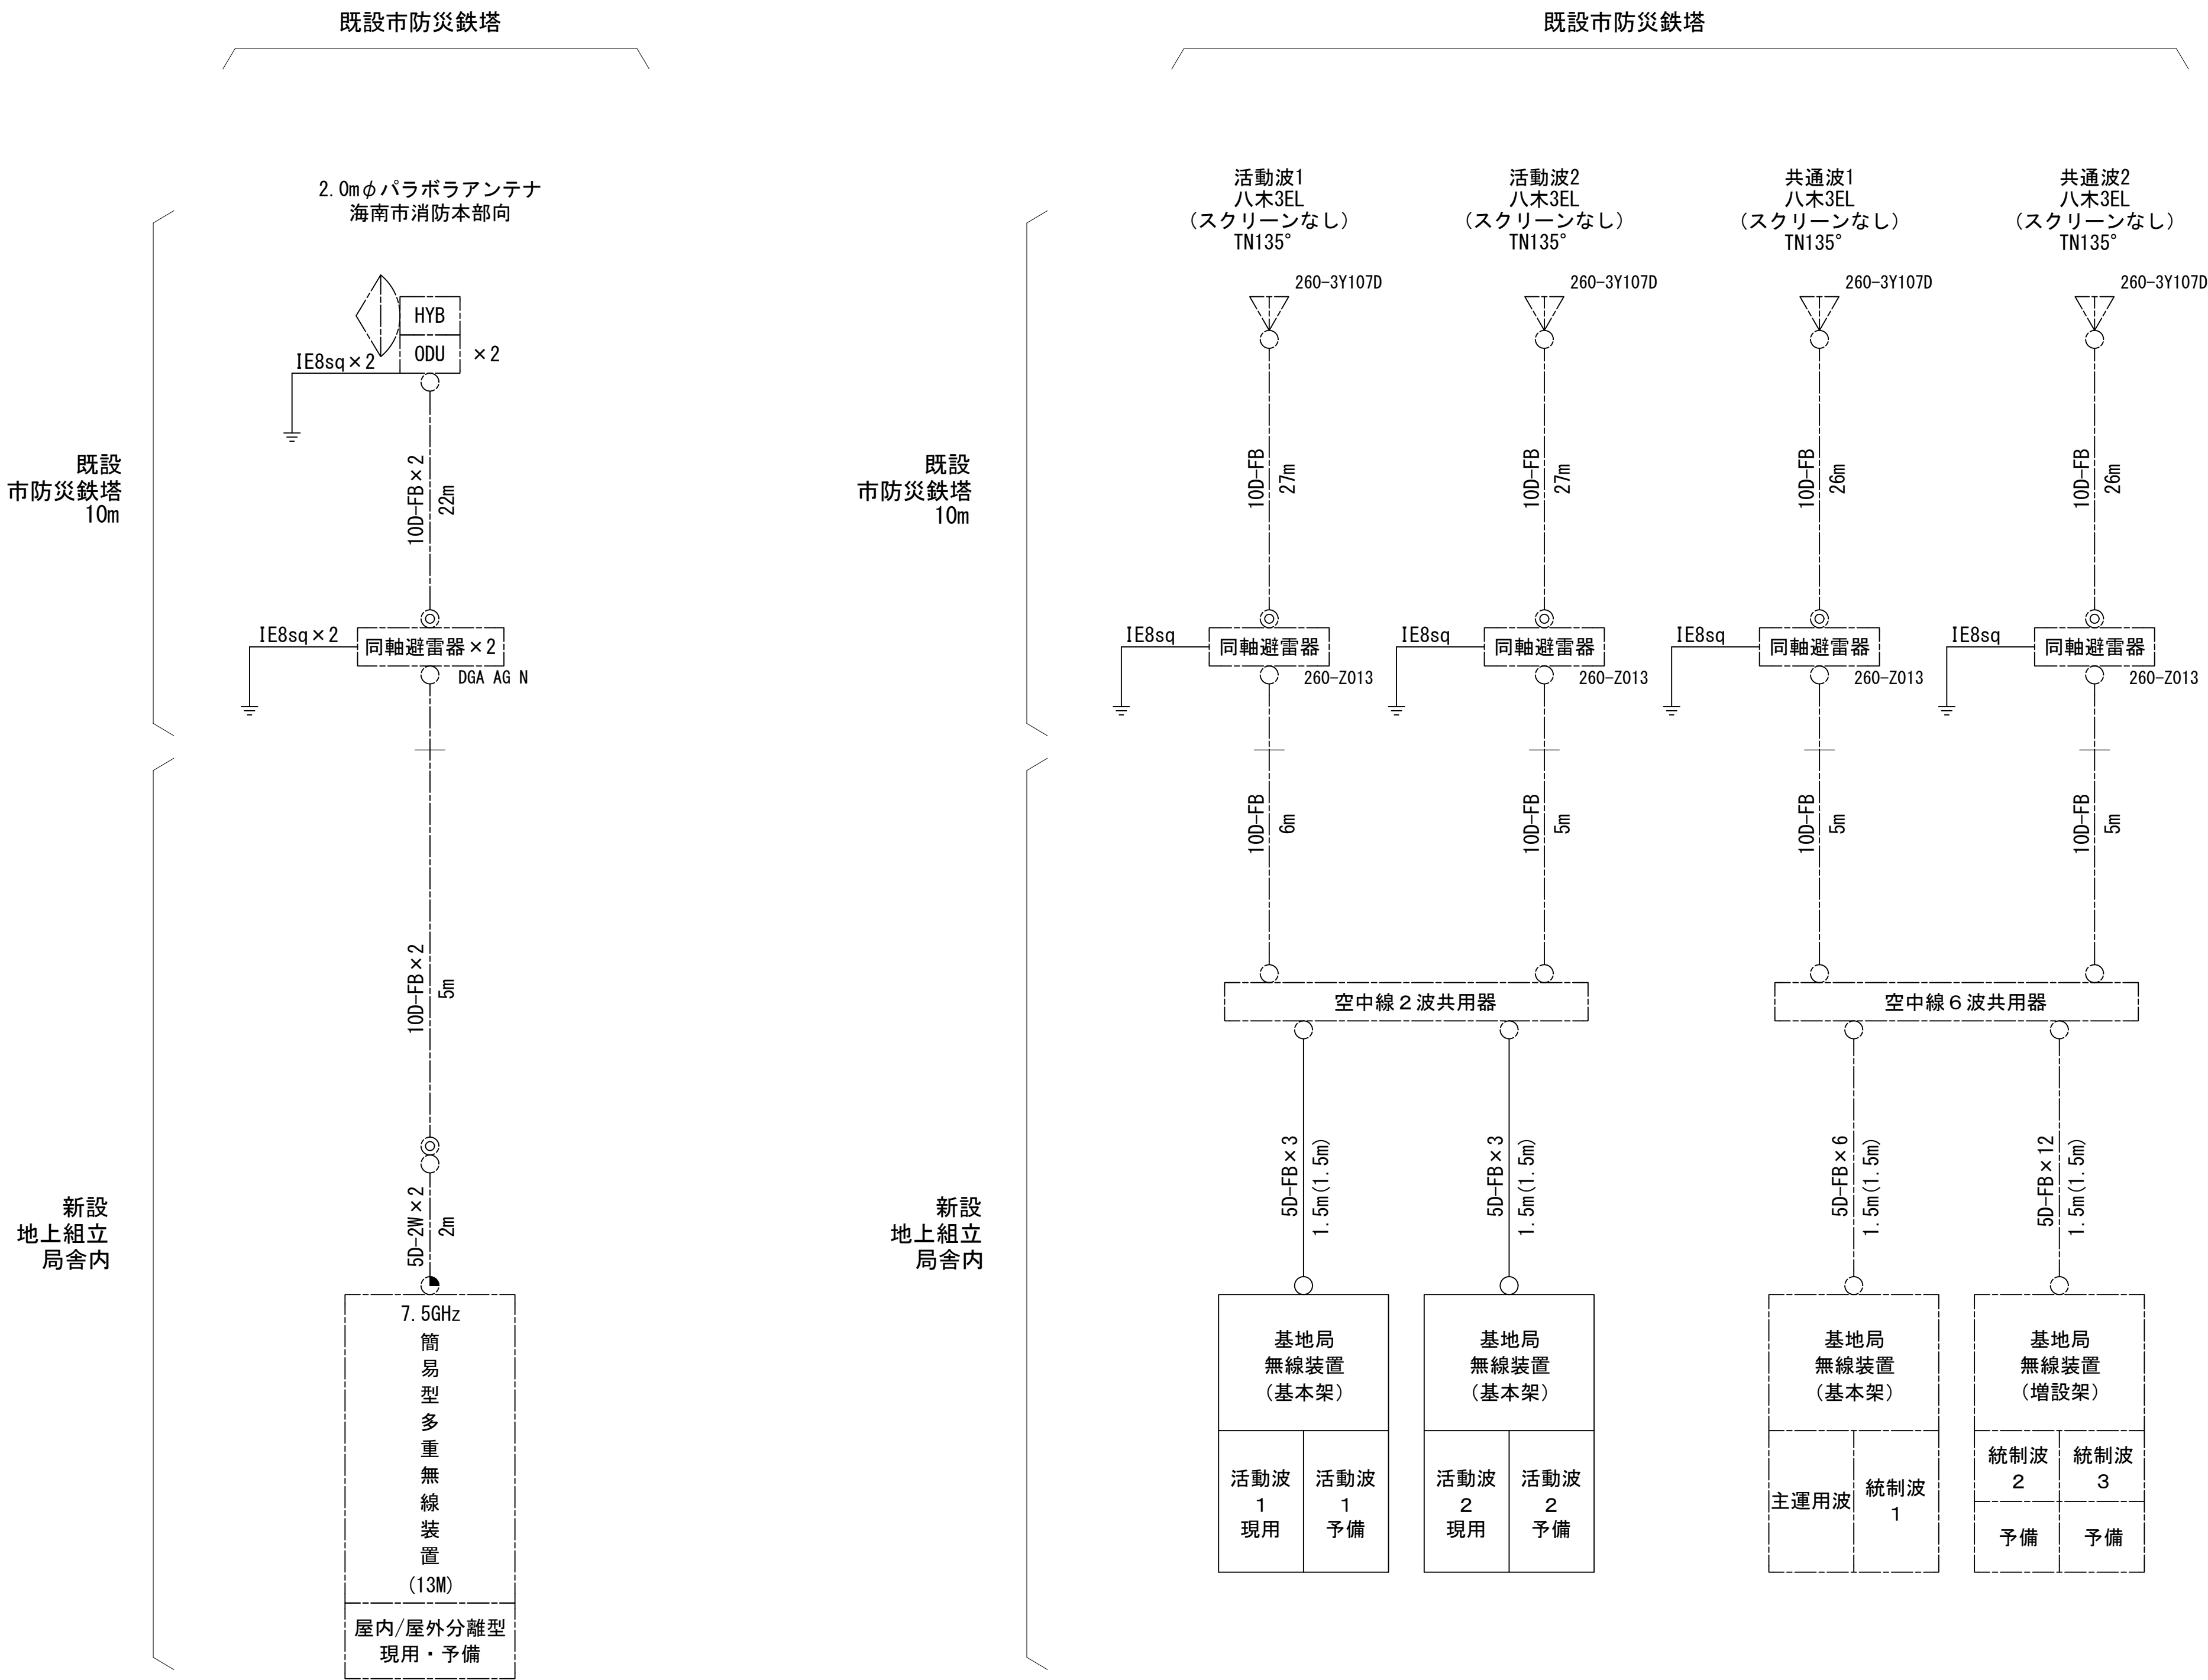 既設市防災鉄塔
2.0mφパラボラアンテナ
海南市消防本部向
HYB
ODU
×2
IE8sq×2
既設
市防災鉄塔
10m
10D-FB×2
22m
IE8sq×2
同軸避雷器×2
DGA AG N
10D-FB×2
5m
新設
地上組立
局舎内
5D-2W×2
2m
7.5GHz
簡
易
型
多
重
無
線
装
置
(13M)
屋内/屋外分離型
現用・予備
既設市防災鉄塔
活動波1
八木3EL
(スクリーンなし)
TN135°
260-3Y107D
活動波2
八木3EL
(スクリーンなし)
TN135°
260-3Y107D
共通波1
八木3EL
(スクリーンなし)
TN135°
260-3Y107D
共通波2
八木3EL
(スクリーンなし)
TN135°
260-3Y107D
既設
市防災鉄塔
10m
10D-FB
27m
10D-FB
27m
10D-FB
26m
10D-FB
26m
IE8sq
同軸避雷器
260-Z013
IE8sq
同軸避雷器
260-Z013
IE8sq
同軸避雷器
260-Z013
IE8sq
同軸避雷器
260-Z013
10D-FB
6m
10D-FB
5m
10D-FB
5m
10D-FB
5m
空中線2波共用器
空中線6波共用器
新設
地上組立
局舎内
5D-FB×3
1.5m(1.5m)
5D-FB×3
1.5m(1.5m)
5D-FB×6
1.5m(1.5m)
5D-FB×12
1.5m(1.5m)
基地局
無線装置
(基本架)
活動波
1
現用
活動波
1
予備
基地局
無線装置
(基本架)
活動波
2
現用
活動波
2
予備
基地局
無線装置
(基本架)
主運用波
統制波
1
基地局
無線装置
(増設架)
統制波
2
統制波
3
予備
予備